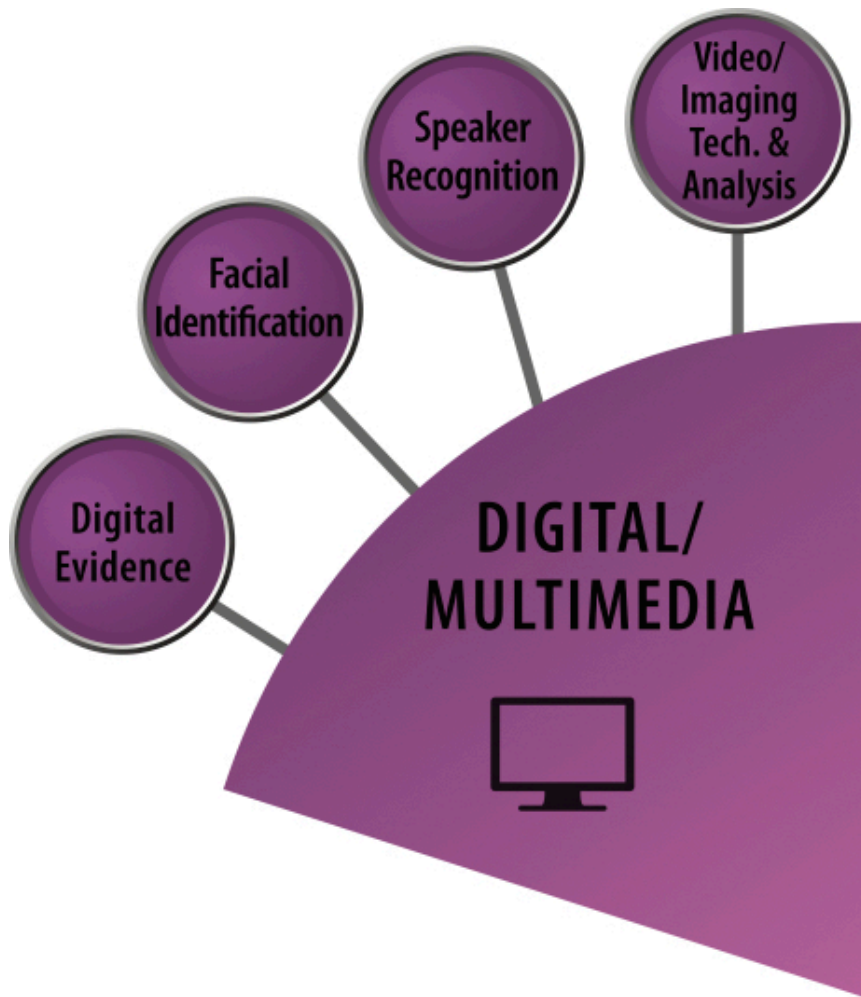 Video/
Imaging
Tech. &
Analysis
Speaker
Recognition
Facial
Identification
Digital
Evidence
DIGITAL/
MULTIMEDIA